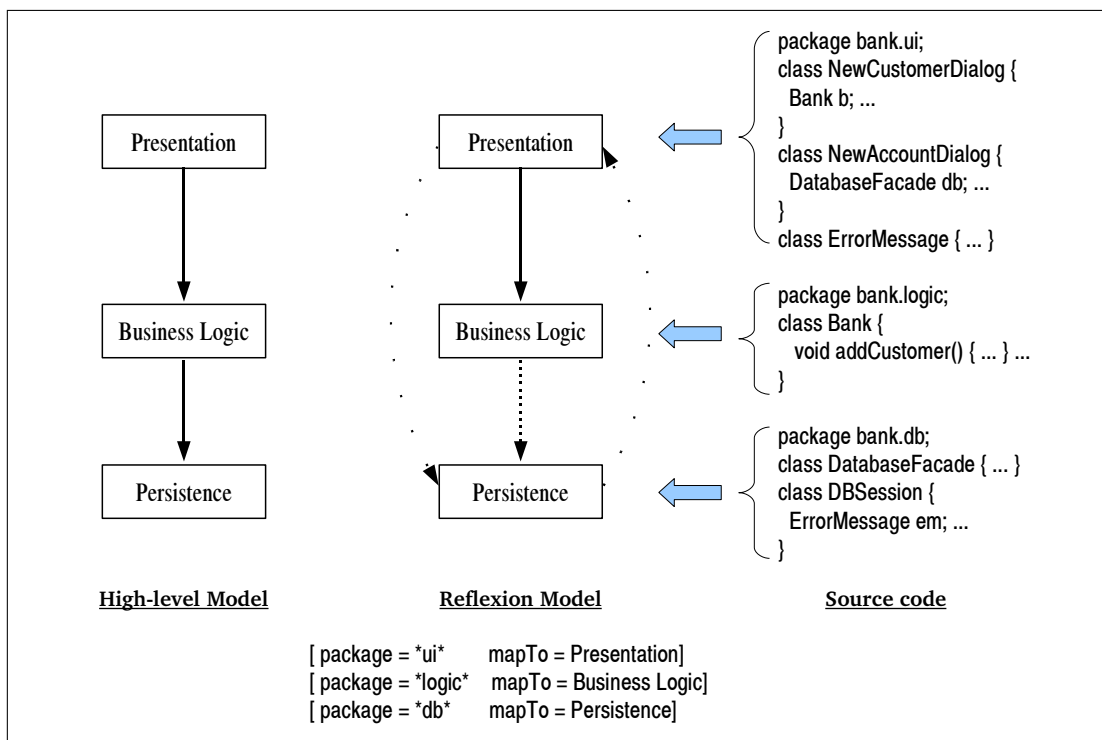 Presentation
Business Logic
Persistence
High-level Model
Presentation
Business Logic
Persistence
Reflexion Model
package bank.ui;
class NewCustomerDialog {
Bank b; ...
}
class NewAccountDialog {
DatabaseFacade db; ...
}
class ErrorMessage { ... }
package bank.logic;
class Bank {
void addCustomer() { ... } ...
}
package bank.db;
class DatabaseFacade { ... }
class DBSession {
ErrorMessage em; ...
}
Source code
[ package = *ui* mapTo = Presentation]
[ package = *logic* mapTo = Business Logic]
[ package = *db* mapTo = Persistence]